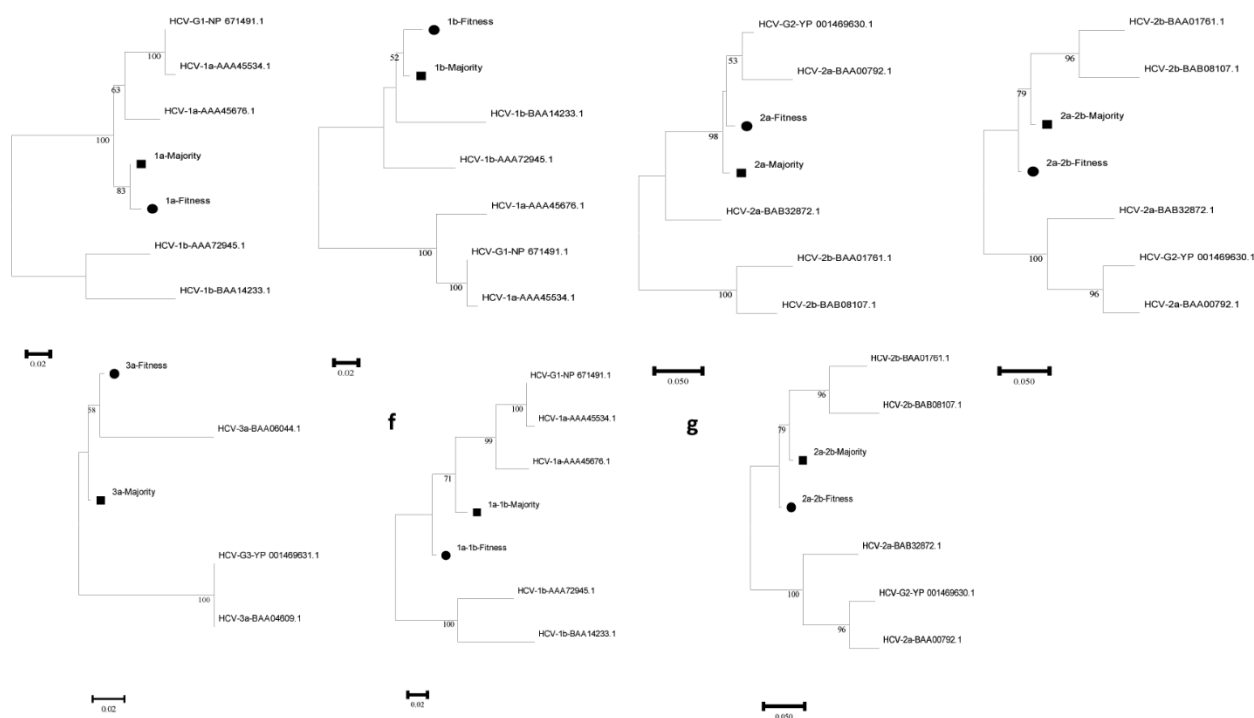 HCV-G1-NP 671491.1
100
HCV-1a-AAA45534.1
63
HCV-1a-AAA45676.1
100
1a-Majority
83
1a-Fitness
HCV-1b-AAA72945.1
HCV-1b-BAA14233.1
0.02
1b-Fitness
52
1b-Majority
HCV-1b-BAA14233.1
HCV-1b-AAA72945.1
HCV-1a-AAA45676.1
100
HCV-G1-NP 671491.1
100
HCV-1a-AAA45534.1
0.02
HCV-G2-YP 001469630.1
53
HCV-2a-BAA00792.1
2a-Fitness
98
2a-Majority
HCV-2a-BAB32872.1
HCV-2b-BAA01761.1
100
HCV-2b-BAB08107.1
0.050
HCV-2b-BAA01761.1
96
HCV-2b-BAB08107.1
79
2a-2b-Majority
2a-2b-Fitness
HCV-2a-BAB32872.1
100
HCV-G2-YP 001469630.1
96
HCV-2a-BAA00792.1
0.050
3a-Fitness
58
HCV-3a-BAA06044.1
3a-Majority
HCV-G3-YP 001469631.1
100
HCV-3a-BAA04609.1
0.02
f
HCV-G1-NP 671491.1
100
HCV-1a-AAA45534.1
99
HCV-1a-AAA45676.1
71
1a-1b-Majority
1a-1b-Fitness
HCV-1b-AAA72945.1
100
HCV-1b-BAA14233.1
0.02
g
HCV-2b-BAA01761.1
96
HCV-2b-BAB08107.1
79
2a-2b-Majority
2a-2b-Fitness
HCV-2a-BAB32872.1
100
HCV-G2-YP 001469630.1
96
HCV-2a-BAA00792.1
0.050